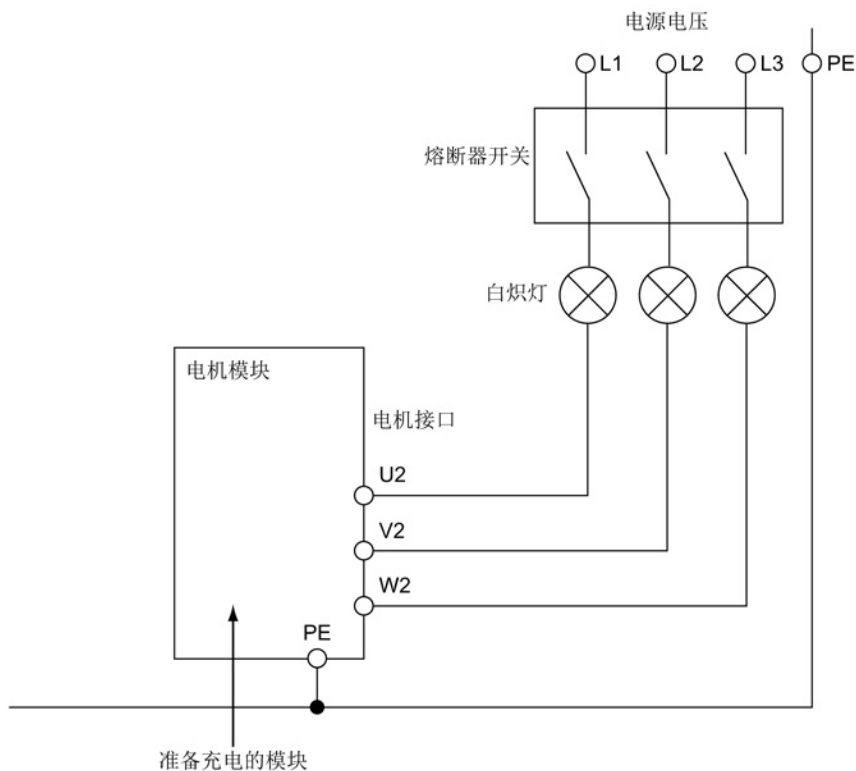 电源电压
L1 L2 L3 PE
熔断器开关
白炽灯
电机模块
电机接口
U2
V2
W2
PE
准备充电的模块